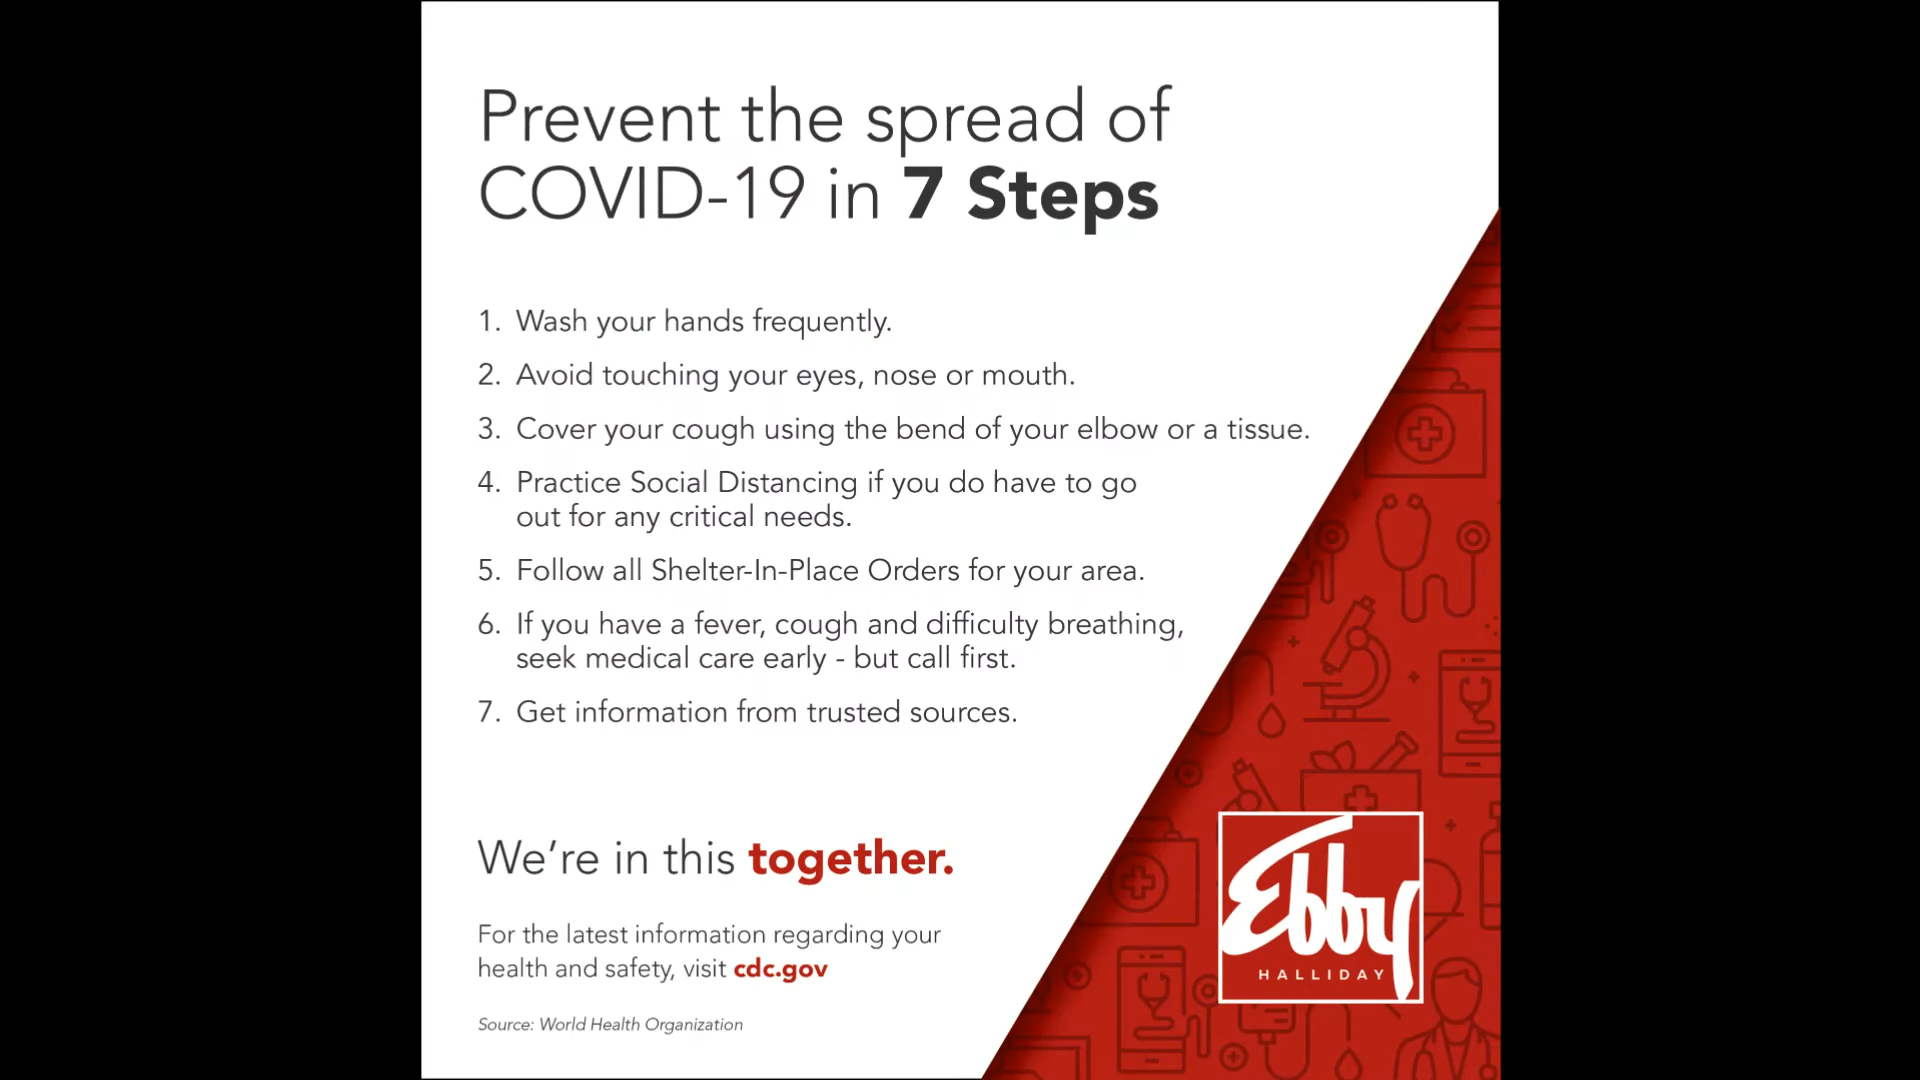 Prevent the spread of
COVID-19 in 7 Steps
1. Wash your hands frequently.
2. Avoid touching your eyes, nose or mouth.
3. Cover your cough using the bend of your elbow or a tissue.
4. Practice Social Distancing if you do have to go
out for any critical needs.
5. Follow all Shelter-In-Place Orders for your area.
6. If you have a fever, cough and difficulty breathing,
seek medical care early - but call first.
7. Get information from trusted sources.
We're in this together.
For the latest information regarding your
health and safety, visit cdc.gov
Source: World Health Organization
Ebby
HALLIDAY